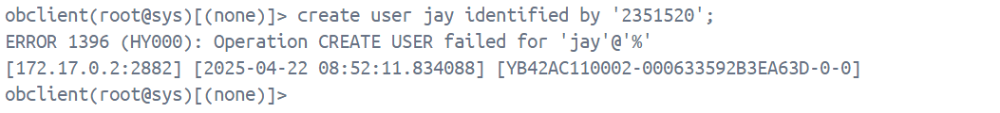 obclient(root@sys)[(none)]> create user jay identified by '2351520';
ERROR 1396 (HY000): Operation CREATE USER failed for 'jay'@'%'
[172.17.0.2:2882] [2025-04-22 08:52:11.834088] [YB42AC110002-000633592B3EA63D-0-0]
obclient(root@sys)[(none)]>